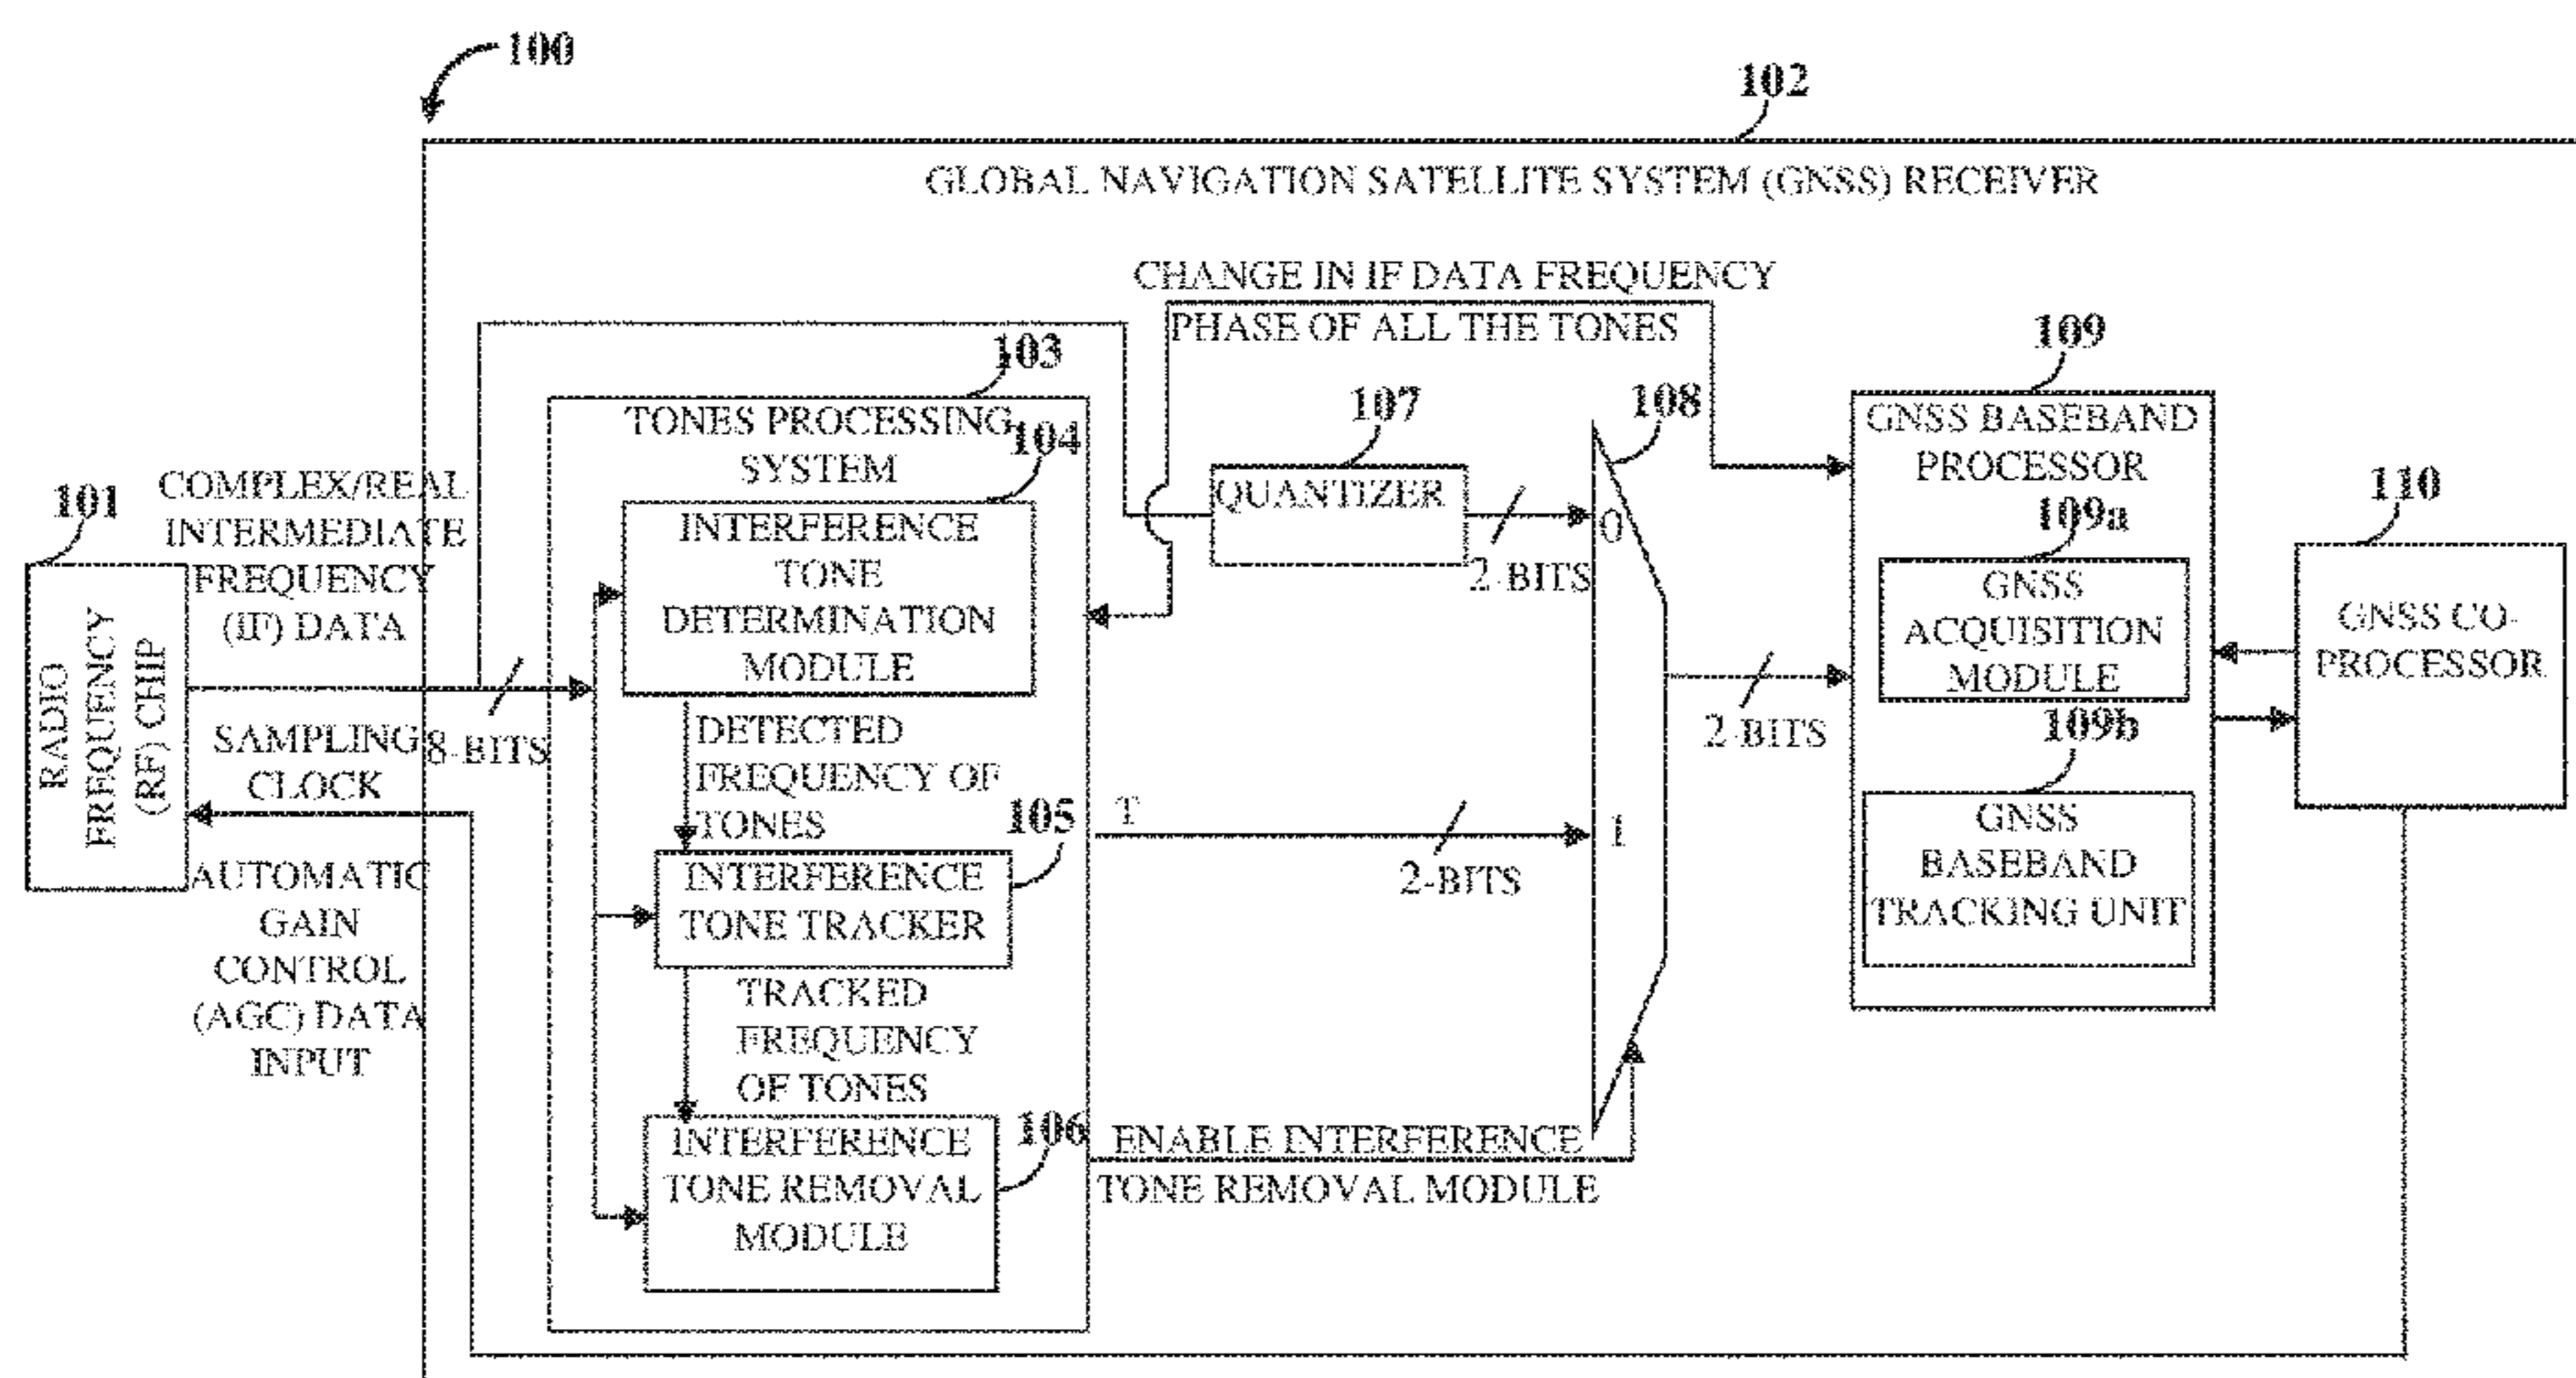 100
102
GLOBAL NAVIGATION SATELLITE SYSTEM (GNSS) RECEIVER
CHANGE IN IF DATA FREQUENCY
PHASE OF ALL THE TONES
103
TONES PROCESSING
SYSTEM
104
INTERFERENCE
TONE
DETERMINATION
MODULE
101
RADIO
FREQUENCY
(RF) CHIP
COMPLEX/REAL
INTERMEDIATE
FREQUENCY
(IF) DATA
SAMPLING
CLOCK
8-BITS
AUTOMATIC
GAIN
CONTROL
(AGC) DATA
INPUT
DETECTED
FREQUENCY OF
TONES
105
INTERFERENCE
TONE TRACKER
TRACKED
FREQUENCY
OF TONES
106
INTERFERENCE
TONE REMOVAL
MODULE
107
QUANTIZER
2-BITS
108
0
1
T
2-BITS
ENABLE INTERFERENCE
TONE REMOVAL MODULE
2-BITS
109
GNSS BASEBAND
PROCESSOR
109a
GNSS
ACQUISITION
MODULE
109b
GNSS
BASEBAND
TRACKING UNIT
110
GNSS CO-
PROCESSOR